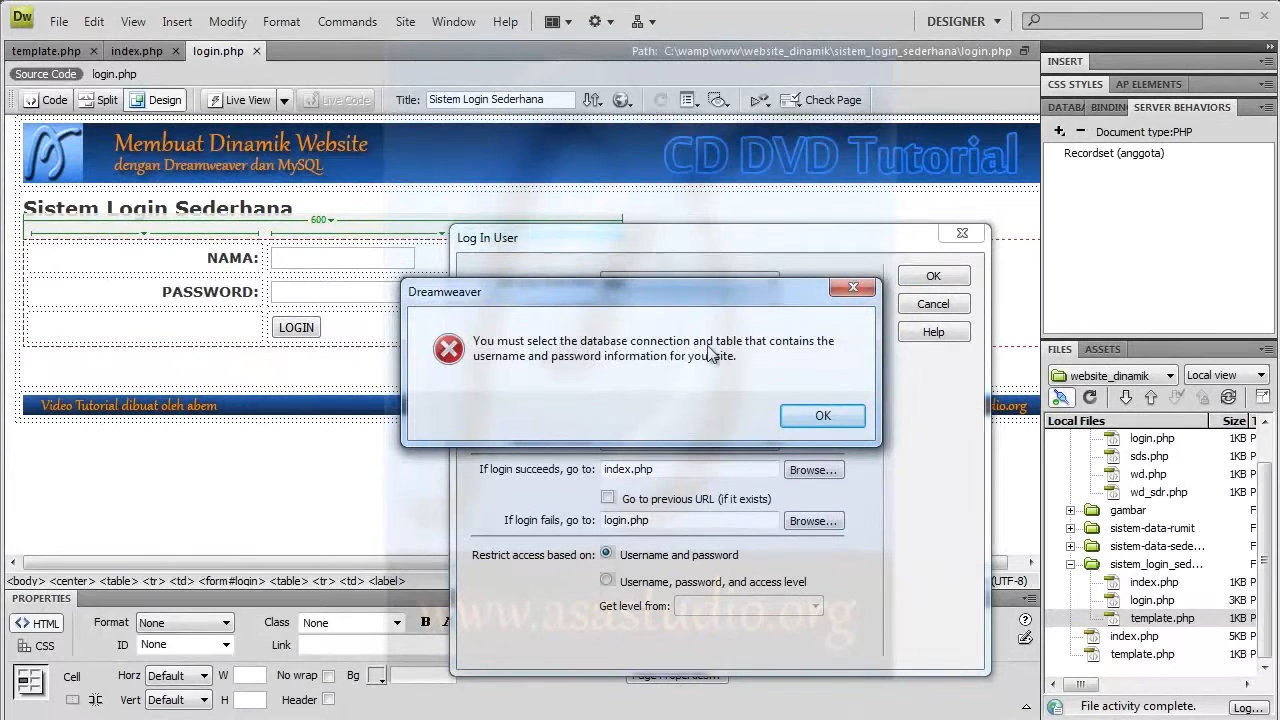 Dw File Edit View Insert Modify Format Commands Site Window Help DESIGNER
template.php index.php login.php Path: C:\wamp\www\website_dinamik\sistem_login_sederhana\login.php
Source Code login.php
Code Split Design Live View Live Code Title: Sistem Login Sederhana Check Page
Membuat Dinamik Website
dengan Dreamweaver dan MySQL
CD DVD Tutorial
Sistem Login Sederhana
600
NAMA:
PASSWORD:
LOGIN
Video Tutorial dibuat oleh abem
Log In User
OK
Cancel
Help
Dreamweaver
You must select the database connection and table that contains the
username and password information for your site.
OK
If login succeeds, go to: index.php Browse...
Go to previous URL (if it exists)
If login fails, go to: login.php Browse...
Restrict access based on: Username and password
Username, password, and access level
Get level from:
<body> <center> <table> <tr> <td> <form#login> <table> <tr> <td> <label>
PROPERTIES
HTML Format None Class None B
CSS ID None Link
Cell Horz Default W No wrap Bg
Vert Default H Header Page Properties...
INSERT
CSS STYLES AP ELEMENTS
DATABA BINDIN SERVER BEHAVIORS
Document type:PHP
Recordset (anggota)
FILES ASSETS
website_dinamik Local view
Local Files Size T
login.php 1KB P
sds.php 1KB P
wd.php 1KB P
wd_sdr.php 1KB P
gambar F
sistem-data-rumit F
sistem-data-sede... F
sistem_login_sed... F
index.php 1KB P
login.php 3KB P
template.php 1KB P
index.php 5KB P
template.php 1KB P
File activity complete. Log...